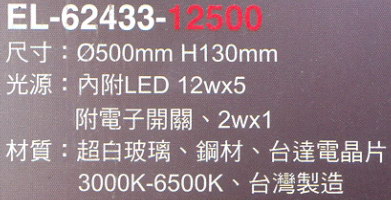 EL-62433-12500
尺寸：Ø500mm H130mm
光源：內附LED 12wx5
附電子開關、2wx1
材質：超白玻璃、鋼材、台達電晶片
3000K-6500K、台灣製造